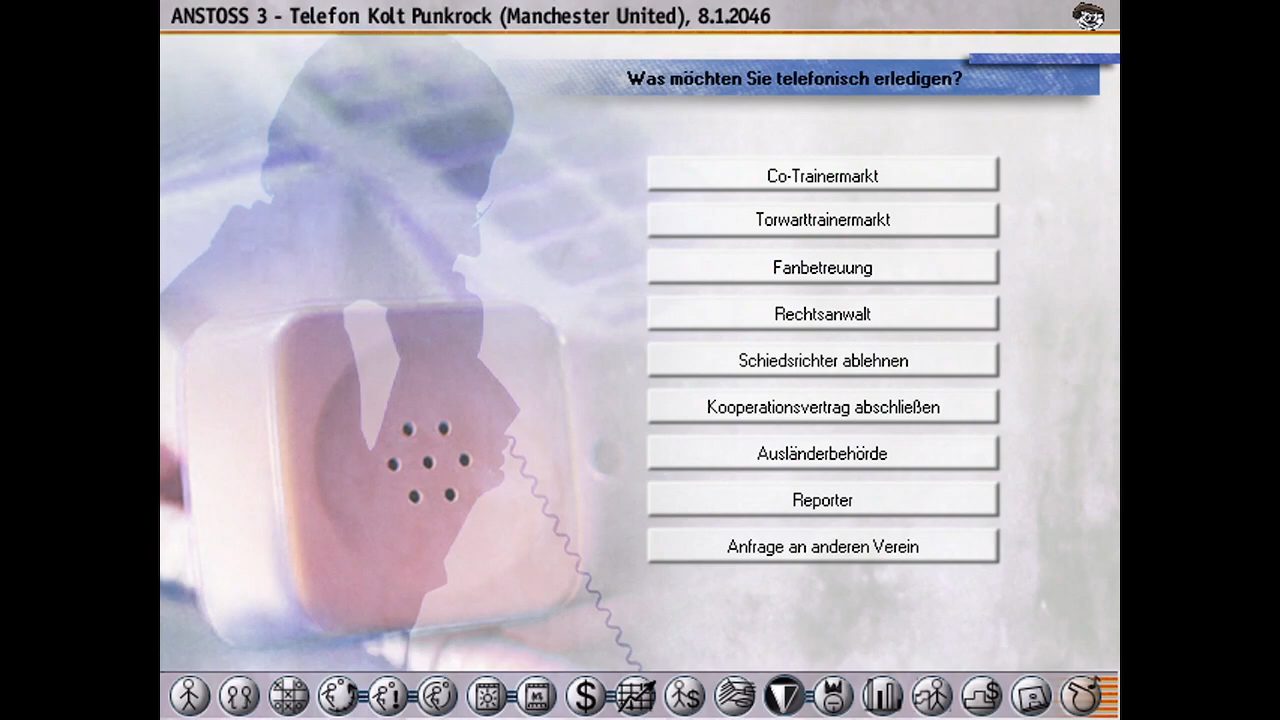 ANSTOSS 3 - Telefon Kolt Punkrock (Manchester United), 8.1.2046
Was möchten Sie telefonisch erledigen?
Co-Trainermarkt
Torwarttrainermarkt
Fanbetreuung
Rechtsanwalt
Schiedsrichter ablehnen
Kooperationsvertrag abschließen
Ausländerbehörde
Reporter
Anfrage an anderen Verein